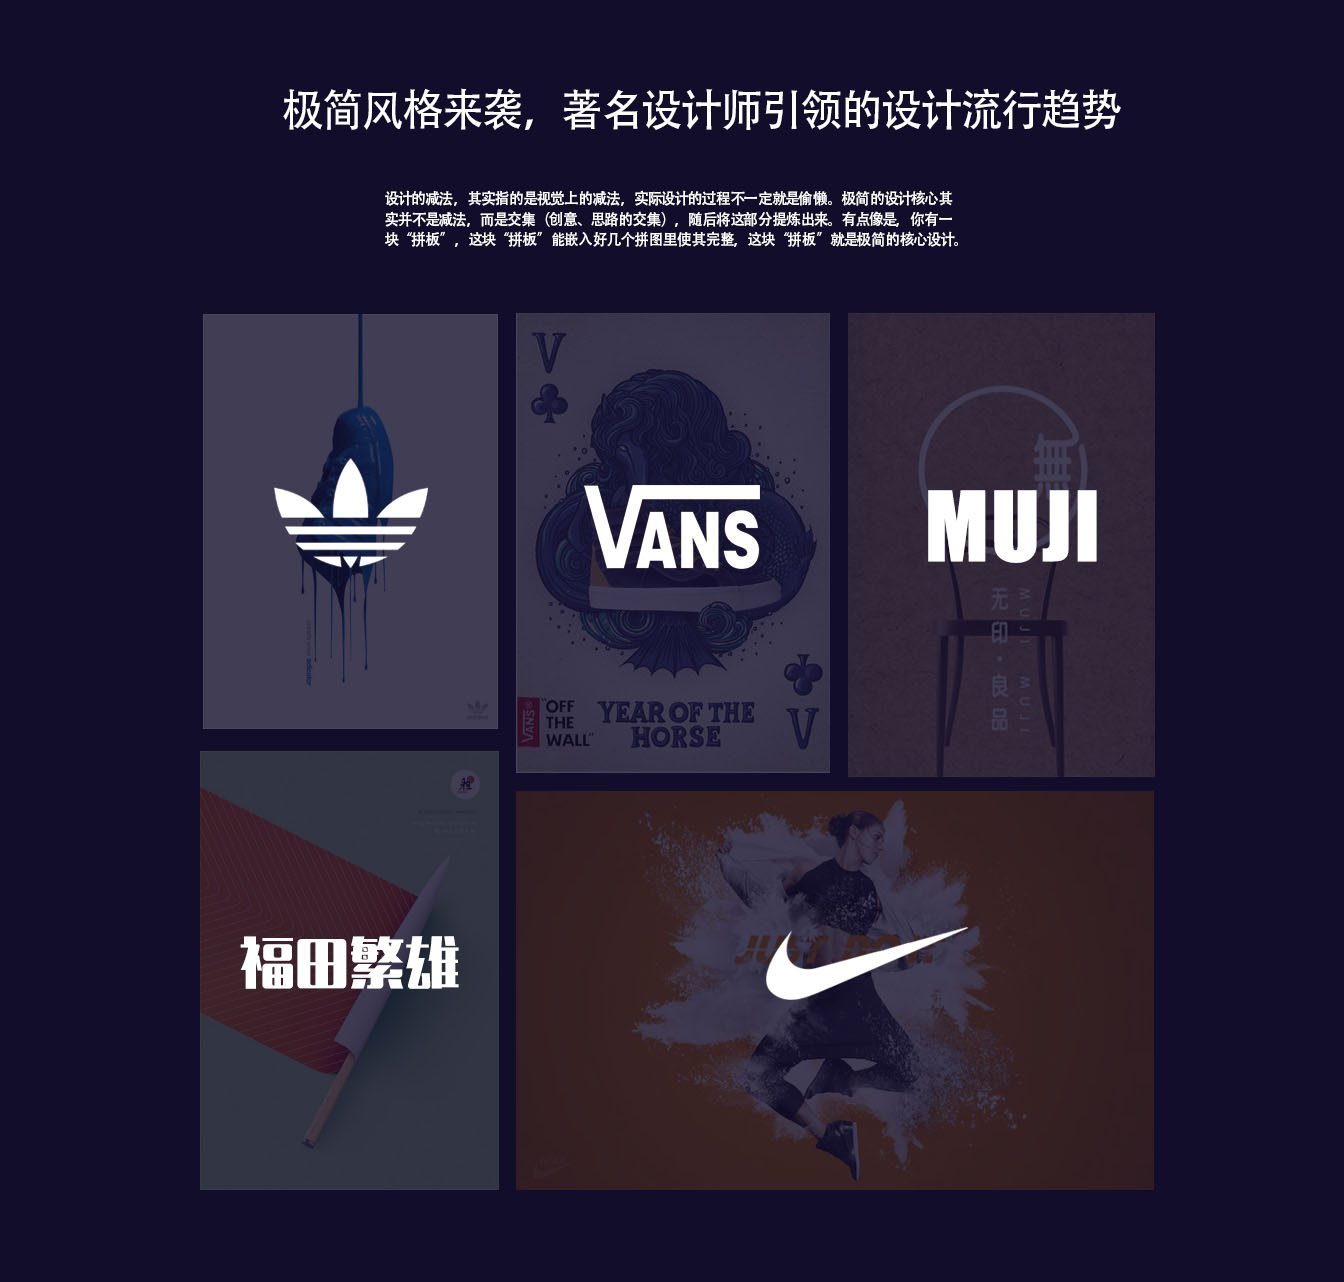 极简风格来袭，著名设计师引领的设计流行趋势
设计的减法，其实指的是视觉上的减法，实际设计的过程不一定就是偷懒。极简的设计核心其
实并不是减法，而是交集（创意、思路的交集），随后将这部分提炼出来。有点像是，你有一
块“拼板”，这块“拼板”能嵌入好几个拼图里使其完整，这块“拼板”就是极简的核心设计。
V
VANS
V
VANS
"OFF
THE
WALL"
YEAR OF THE
HORSE
無
MUJI
无印·良品
MUJI MUJI
福田繁雄
JUST DO IT.